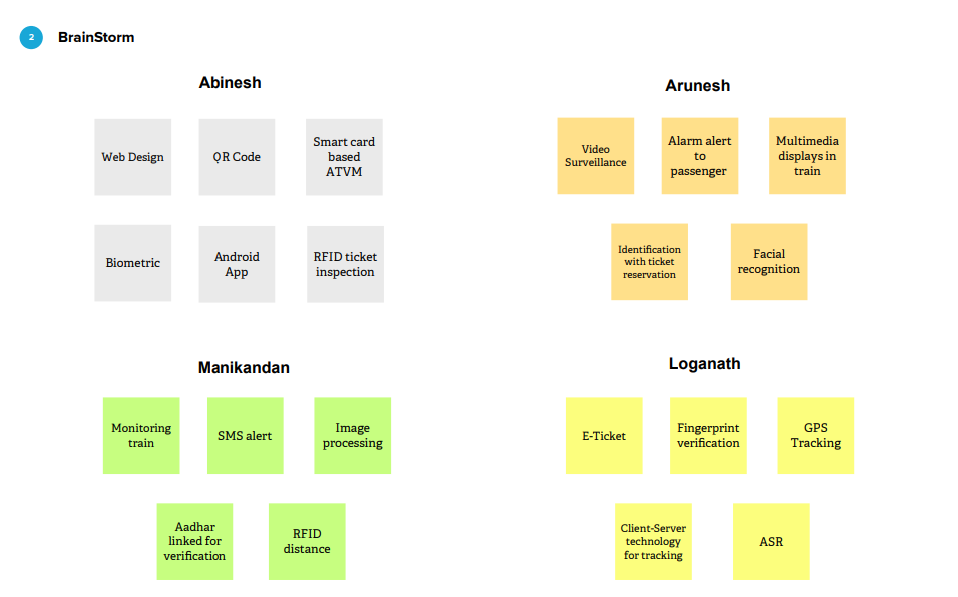 2
BrainStorm
Abinesh
Web Design
QR Code
Smart card
based
ATVM
Biometric
Android
App
RFID ticket
inspection
Arunesh
Video
Surveillance
Alarm alert
to
passenger
Multimedia
displays in
train
Identification
with ticket
reservation
Facial
recognition
Manikandan
Monitoring
train
SMS alert
Image
processing
Aadhar
linked for
verification
RFID
distance
Loganath
E-Ticket
Fingerprint
verification
GPS
Tracking
Client-Server
technology
for tracking
ASR